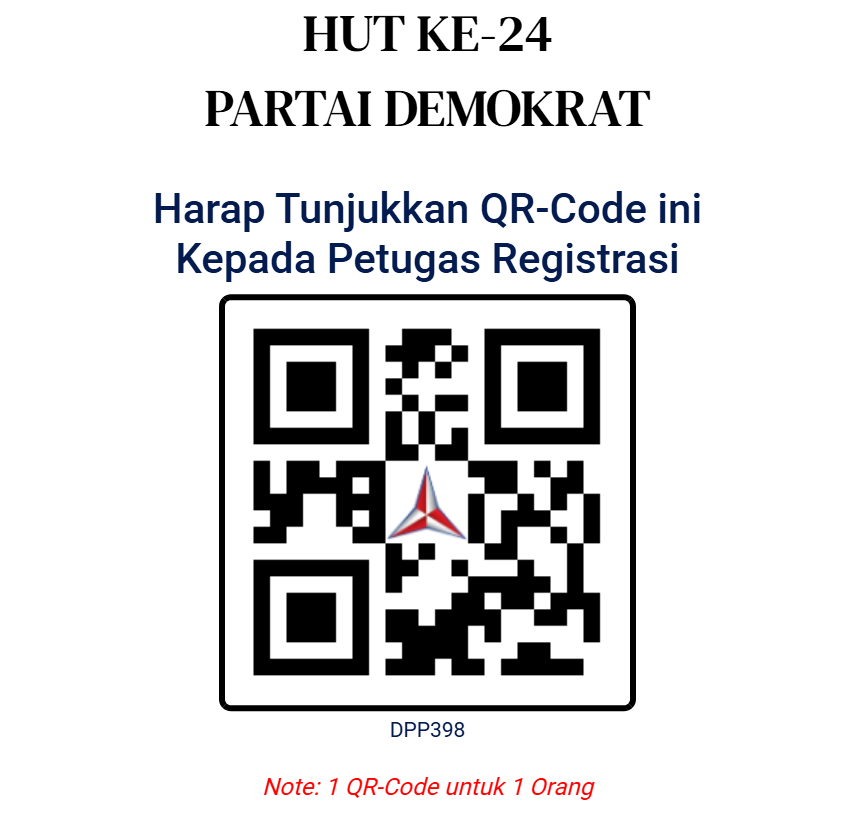 HUT KE-24
PARTAI DEMOKRAT
Harap Tunjukkan QR-Code ini
Kepada Petugas Registrasi
DPP398
Note: 1 QR-Code untuk 1 Orang